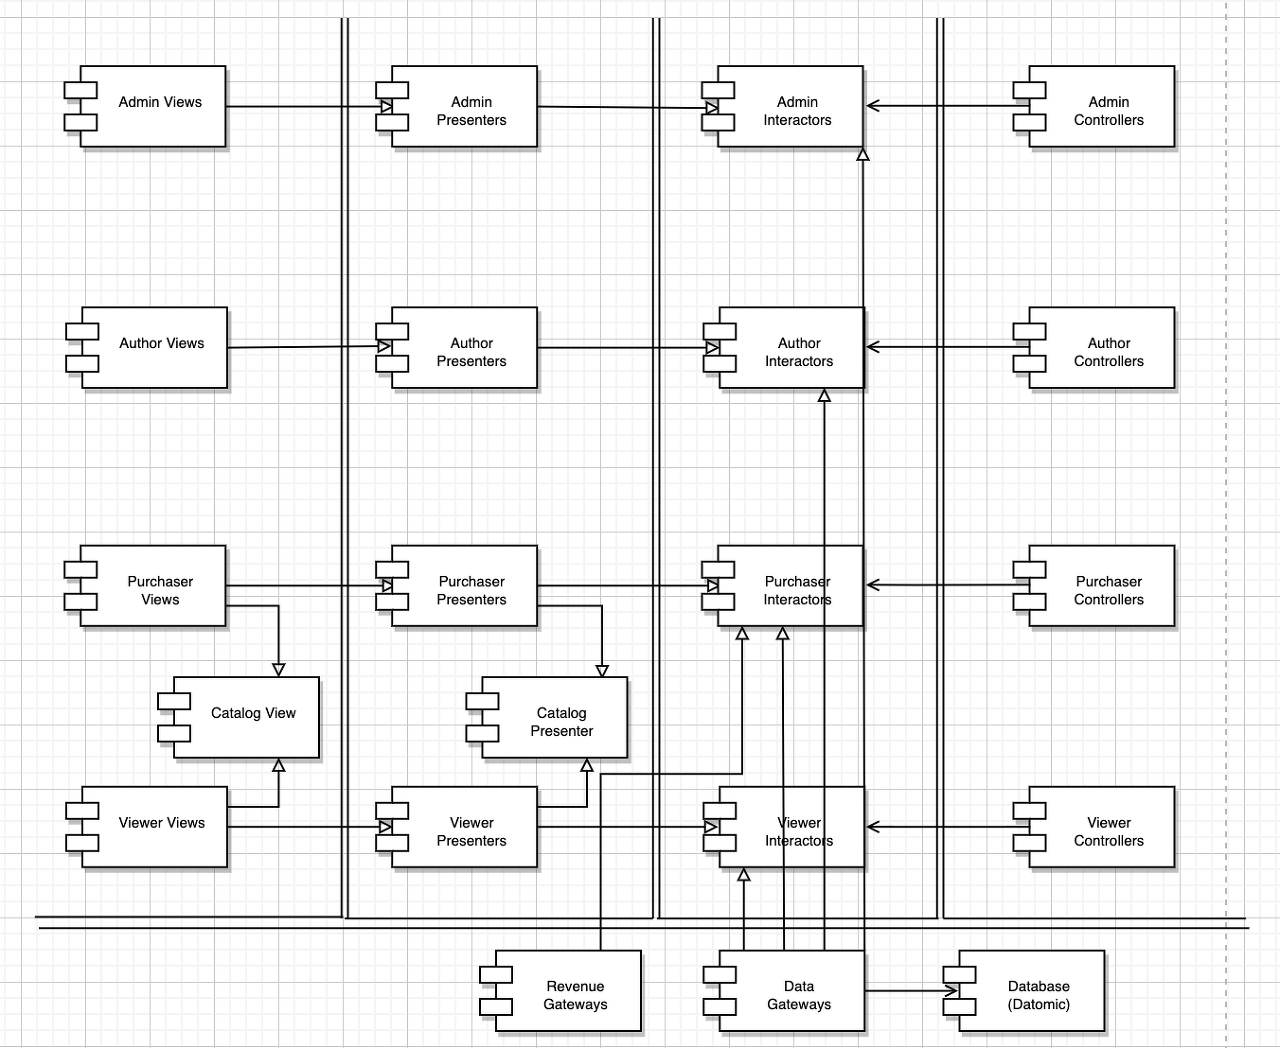 Admin Views
Admin
Presenters
Admin
Interactors
Admin
Controllers
Author Views
Author
Presenters
Author
Interactors
Author
Controllers
Purchaser
Views
Purchaser
Presenters
Purchaser
Interactors
Purchaser
Controllers
Catalog View
Catalog
Presenter
Viewer Views
Viewer
Presenters
Viewer
Interactors
Viewer
Controllers
Revenue
Gateways
Data
Gateways
Database
(Datomic)